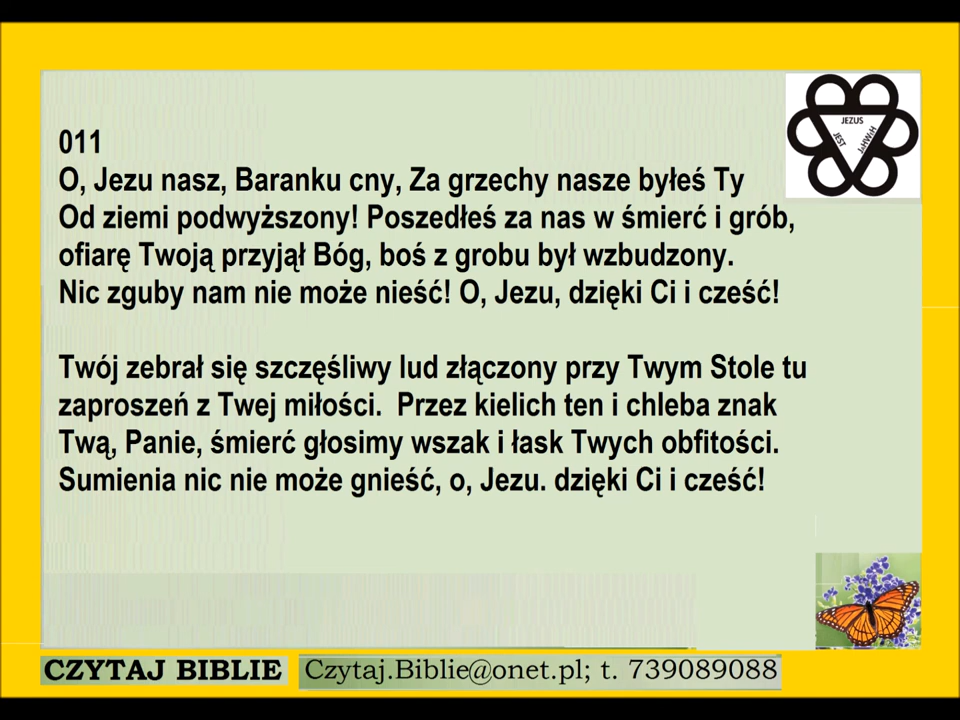 011
O, Jezu nasz, Baranku cny, Za grzechy nasze byłeś Ty
Od ziemi podwyższony! Poszedłeś za nas w śmierć i grób,
ofiarę Twoją przyjął Bóg, boś z grobu był wzbudzony.
Nic zguby nam nie może nieść! O, Jezu, dzięki Ci i cześć!
Twój zebrał się szczęśliwy lud złączony przy Twym Stole tu
zaproszeń z Twej miłości. Przez kielich ten i chleba znak
Twą, Panie, śmierć głosimy wszak i łask Twych obfitości.
Sumienia nic nie może gnieść, o, Jezu. dzięki Ci i cześć!
JEZUS
JEST
JaHWeH
CZYTAJ BIBLIE
Czytaj.Biblie@onet.pl; t. 739089088